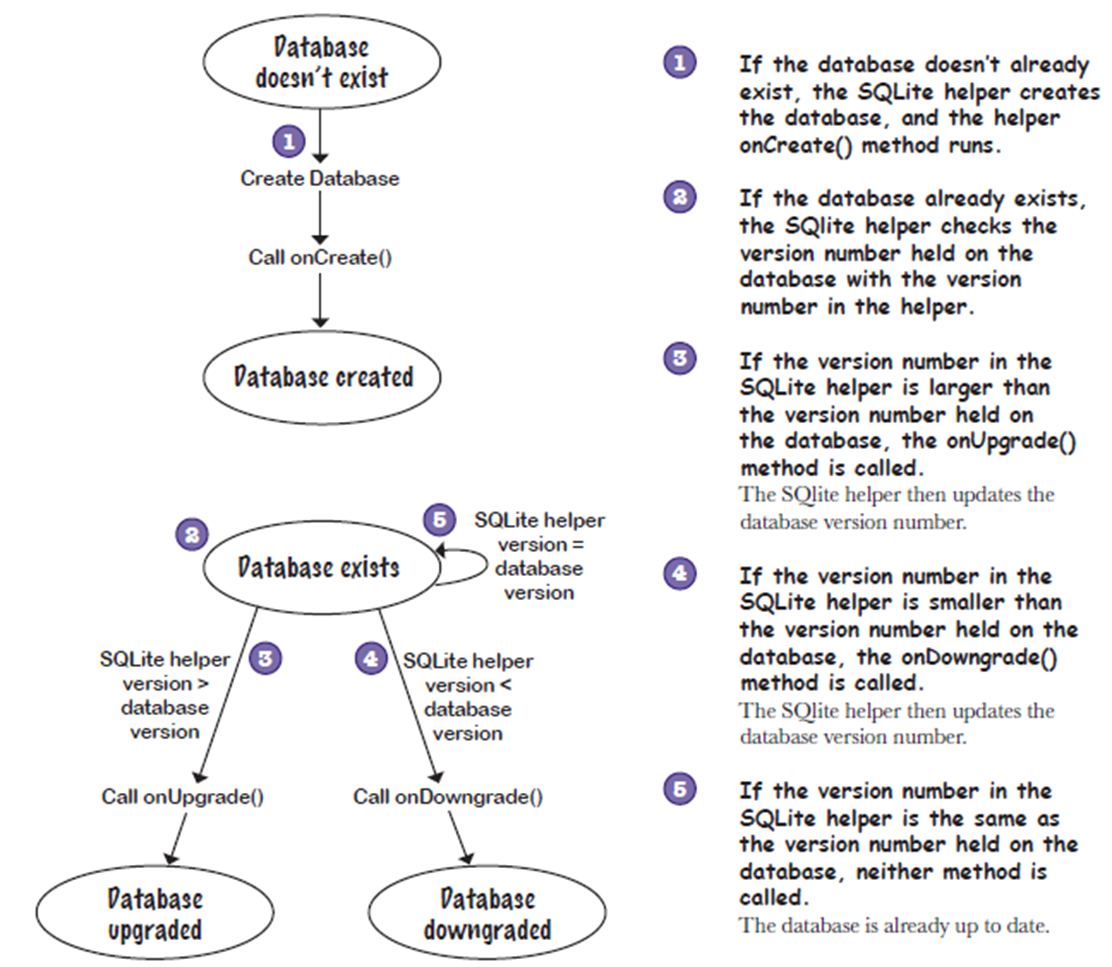 Database
doesn't exist
1
Create Database
Call onCreate()
Database created
2
Database exists
5
SQLite helper
version =
database
version
SQLite helper
version >
database
version
3
4
SQLite helper
version <
database
version
Call onUpgrade()
Call onDowngrade()
Database
upgraded
Database
downgraded
1
If the database doesn't already
exist, the SQLite helper creates
the database, and the helper
onCreate() method runs.
2
If the database already exists,
the SQlite helper checks the
version number held on the
database with the version
number in the helper.
3
If the version number in the
SQLite helper is larger than
the version number held on
the database, the onUpgrade()
method is called.
The SQlite helper then updates the
database version number.
4
If the version number in the
SQLite helper is smaller than
the version number held on the
database, the onDowngrade()
method is called.
The SQlite helper then updates the
database version number.
5
If the version number in the
SQLite helper is the same as
the version number held on the
database, neither method is
called.
The database is already up to date.